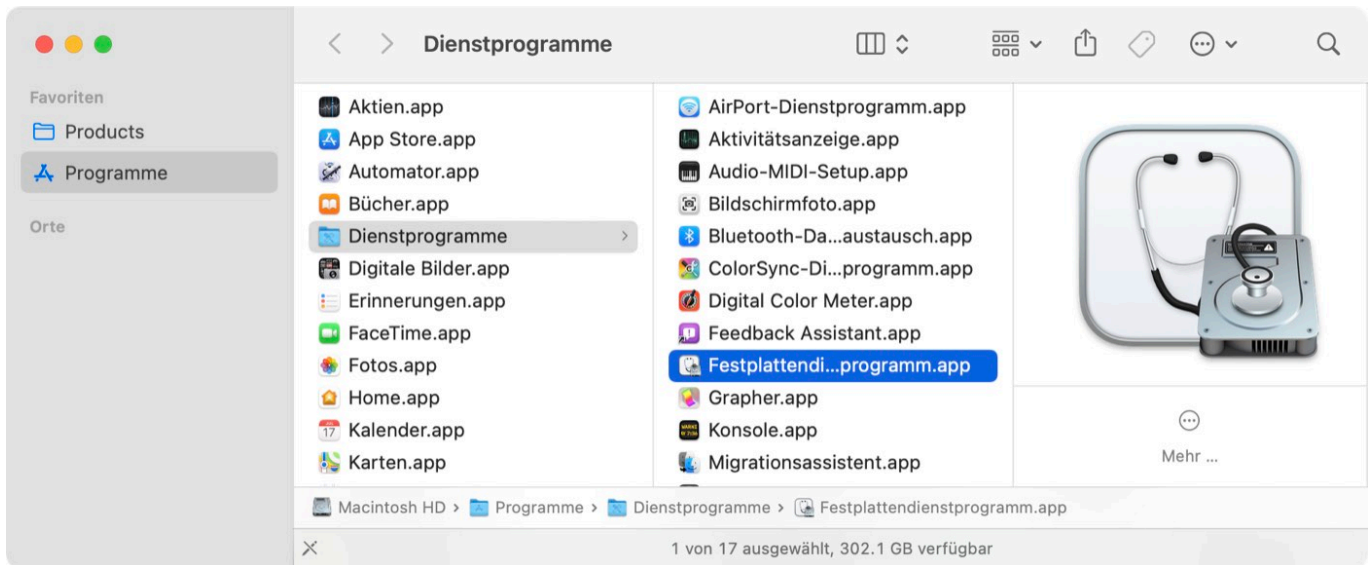 Dienstprogramme
Favoriten
Products
Programme
Orte
Aktien.app
App Store.app
Automator.app
Bücher.app
Dienstprogramme
Digitale Bilder.app
Erinnerungen.app
FaceTime.app
Fotos.app
Home.app
Kalender.app
Karten.app
AirPort-Dienstprogramm.app
Aktivitätsanzeige.app
Audio-MIDI-Setup.app
Bildschirmfoto.app
Bluetooth-Da...austausch.app
ColorSync-Di...programm.app
Digital Color Meter.app
Feedback Assistant.app
Festplattendi...programm.app
Grapher.app
Konsole.app
Migrationsassistent.app
Mehr ...
Macintosh HD › Programme › Dienstprogramme › Festplattendienstprogramm.app
1 von 17 ausgewählt, 302.1 GB verfügbar